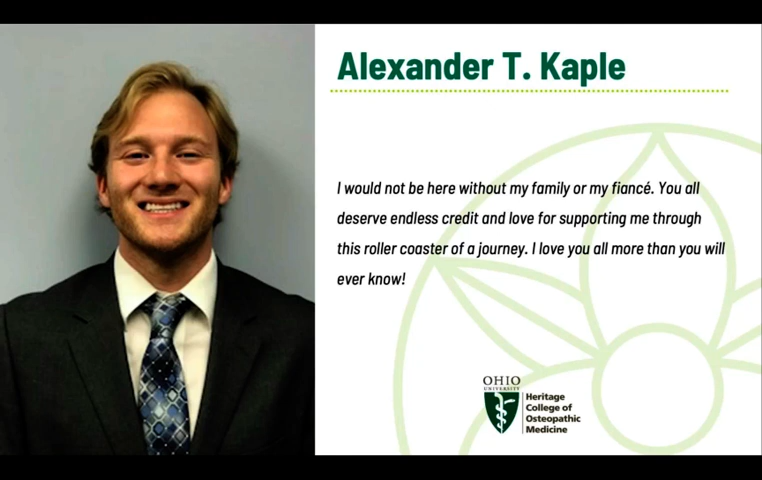 Alexander T. Kaple
I would not be here without my family or my fiancé. You all
deserve endless credit and love for supporting me through
this roller coaster of a journey. I love you all more than you will
ever know!
OHIO
UNIVERSITY
Heritage
College of
Osteopathic
Medicine